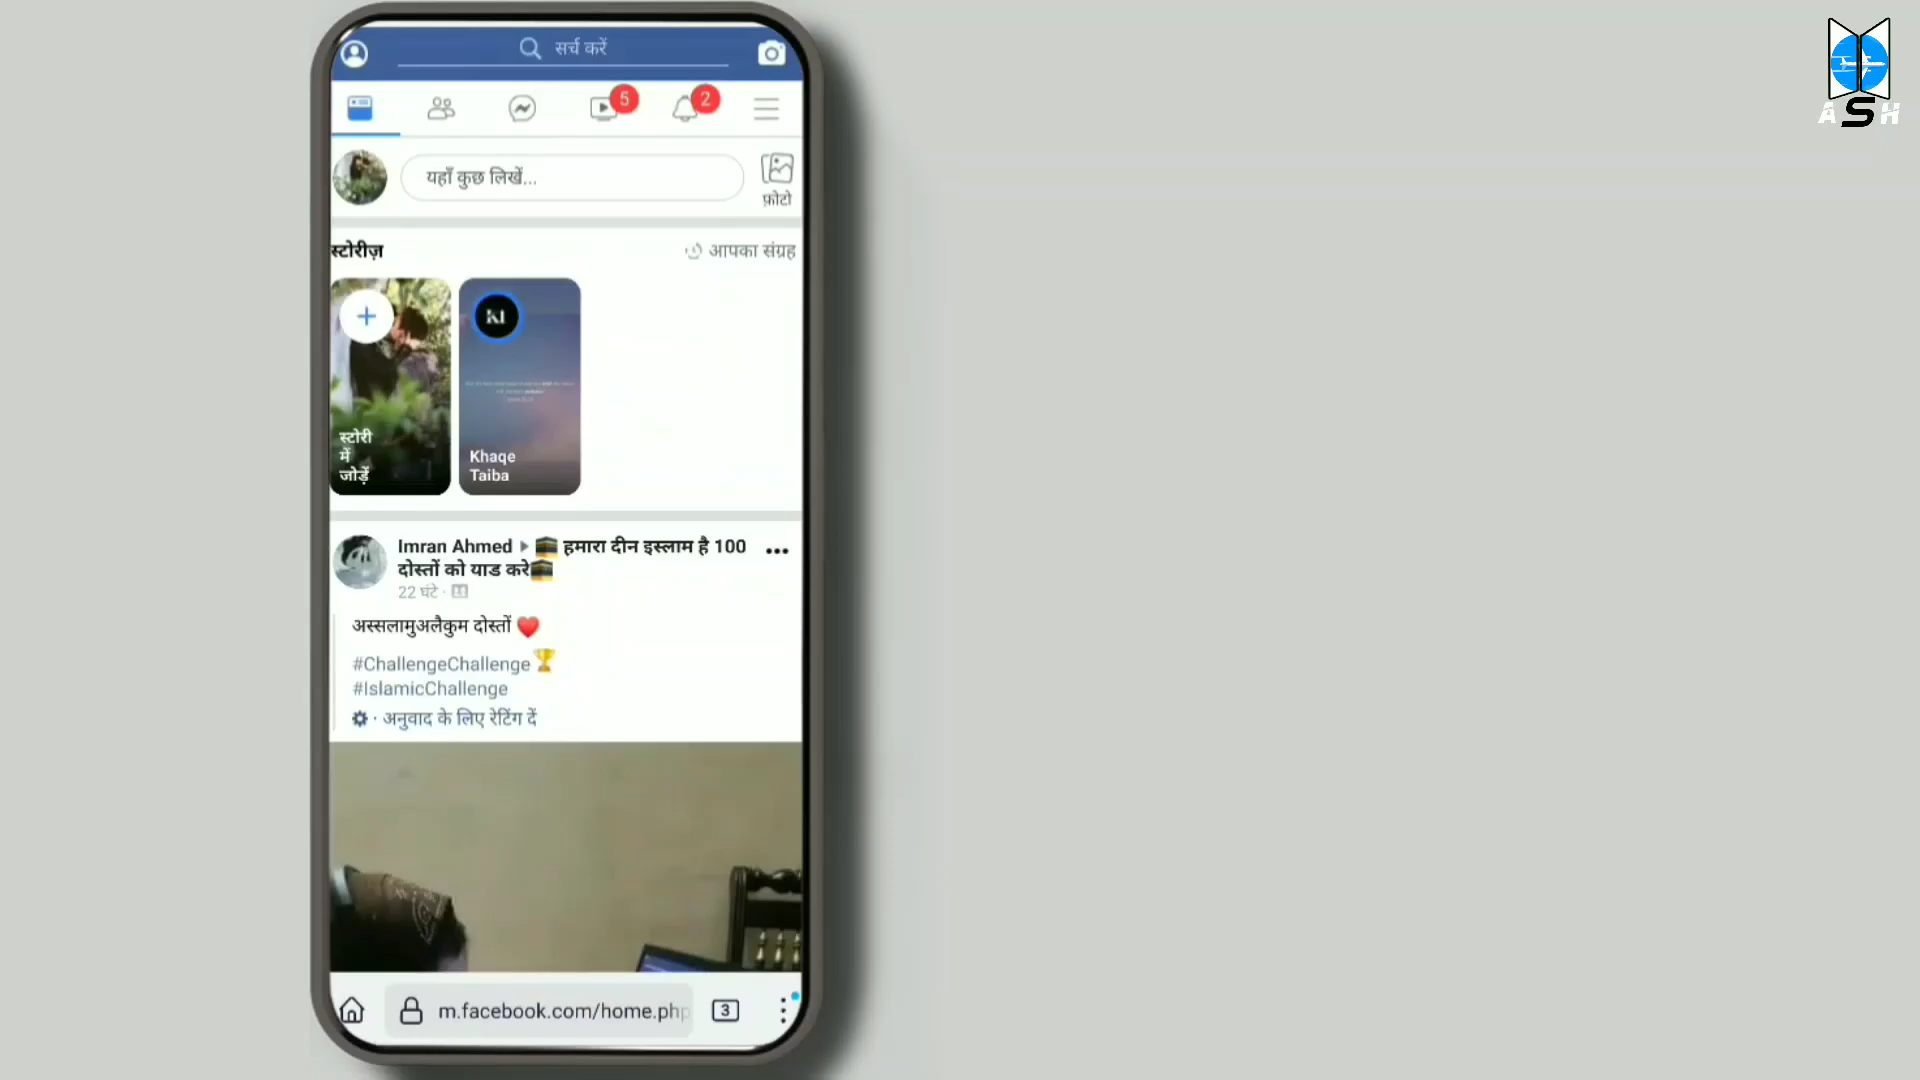 A S H
सर्च करें
5
2
यहाँ कुछ लिखें...
फ़ोटो
स्टोरीज़
आपका संग्रह
KI
स्टोरी
में
जोड़ें
Khaqe
Taiba
Imran Ahmed ▶ 🕋 हमारा दीन इस्लाम है 100
दोस्तों को याड करे🕋
22 घंटे ·
अस्सलामुअलैकुम दोस्तों ❤️
#ChallengeChallenge🏆
#IslamicChallenge
· अनुवाद के लिए रेटिंग दें
m.facebook.com/home.php
3